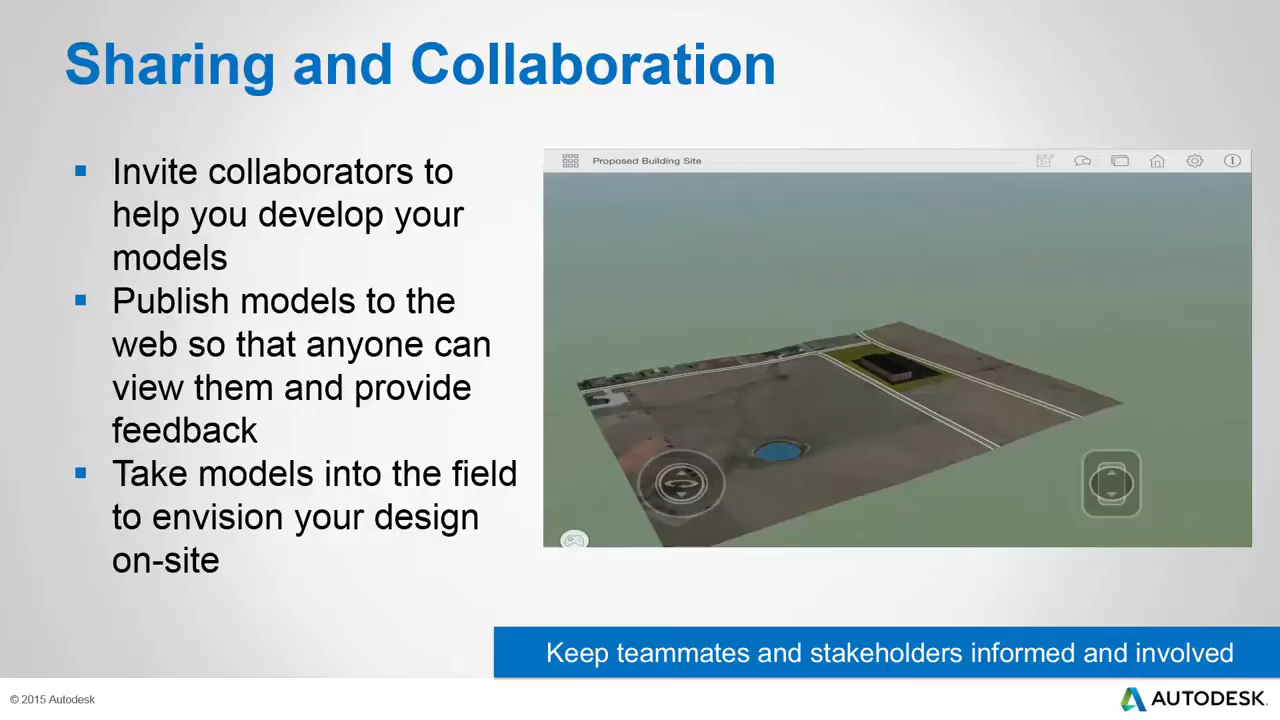 Sharing and Collaboration
Invite collaborators to
help you develop your
models
Publish models to the
web so that anyone can
view them and provide
feedback
Take models into the field
to envision your design
on-site
Proposed Building Site
Keep teammates and stakeholders informed and involved
© 2015 Autodesk
AUTODESK.